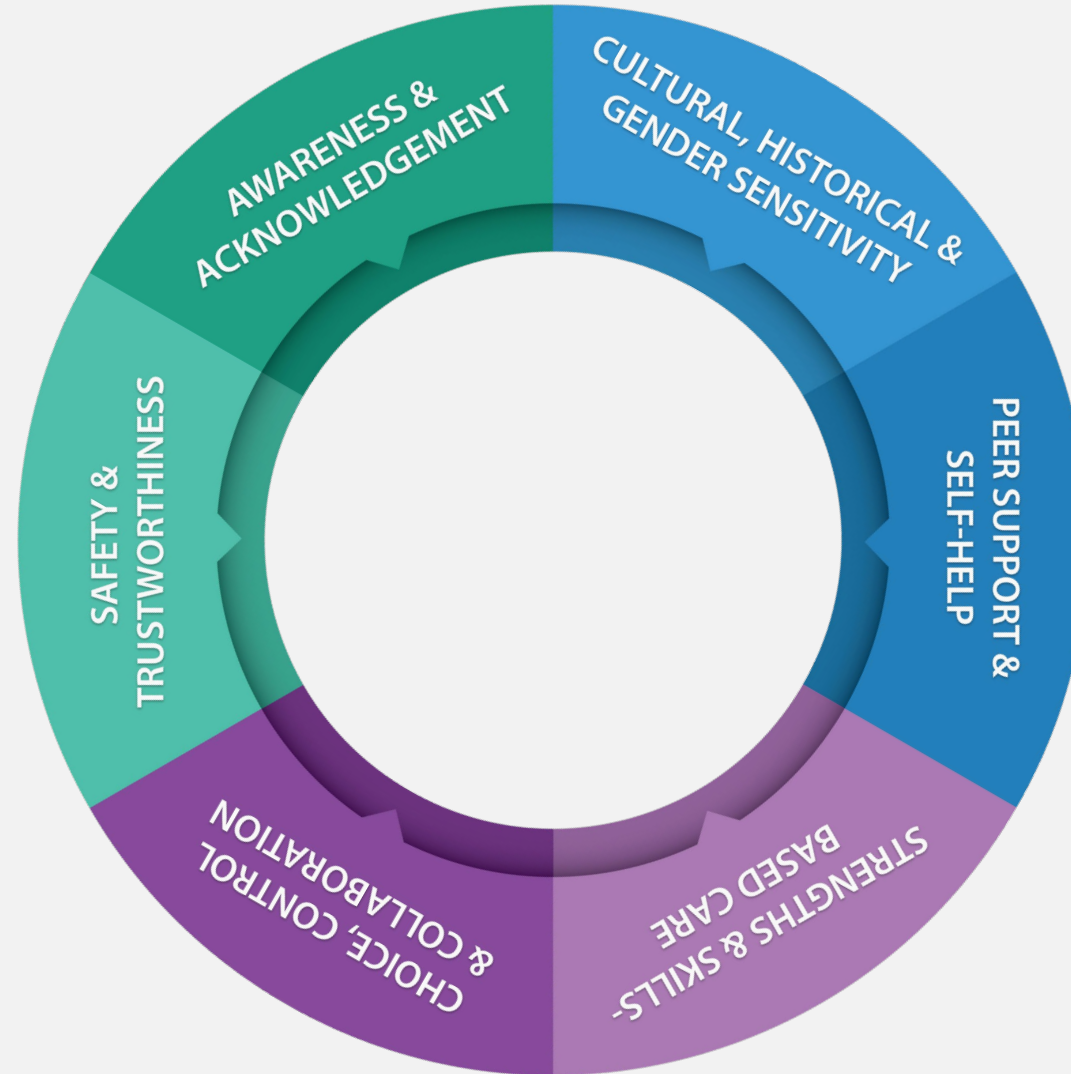 CULTURAL, HISTORICAL &
GENDER SENSITIVITY
PEER SUPPORT &
SELF-HELP
STRENGTHS & SKILLS-
BASED CARE
CHOICE, CONTROL
& COLLABORATION
SAFETY &
TRUSTWORTHINESS
AWARENESS &
ACKNOWLEDGEMENT